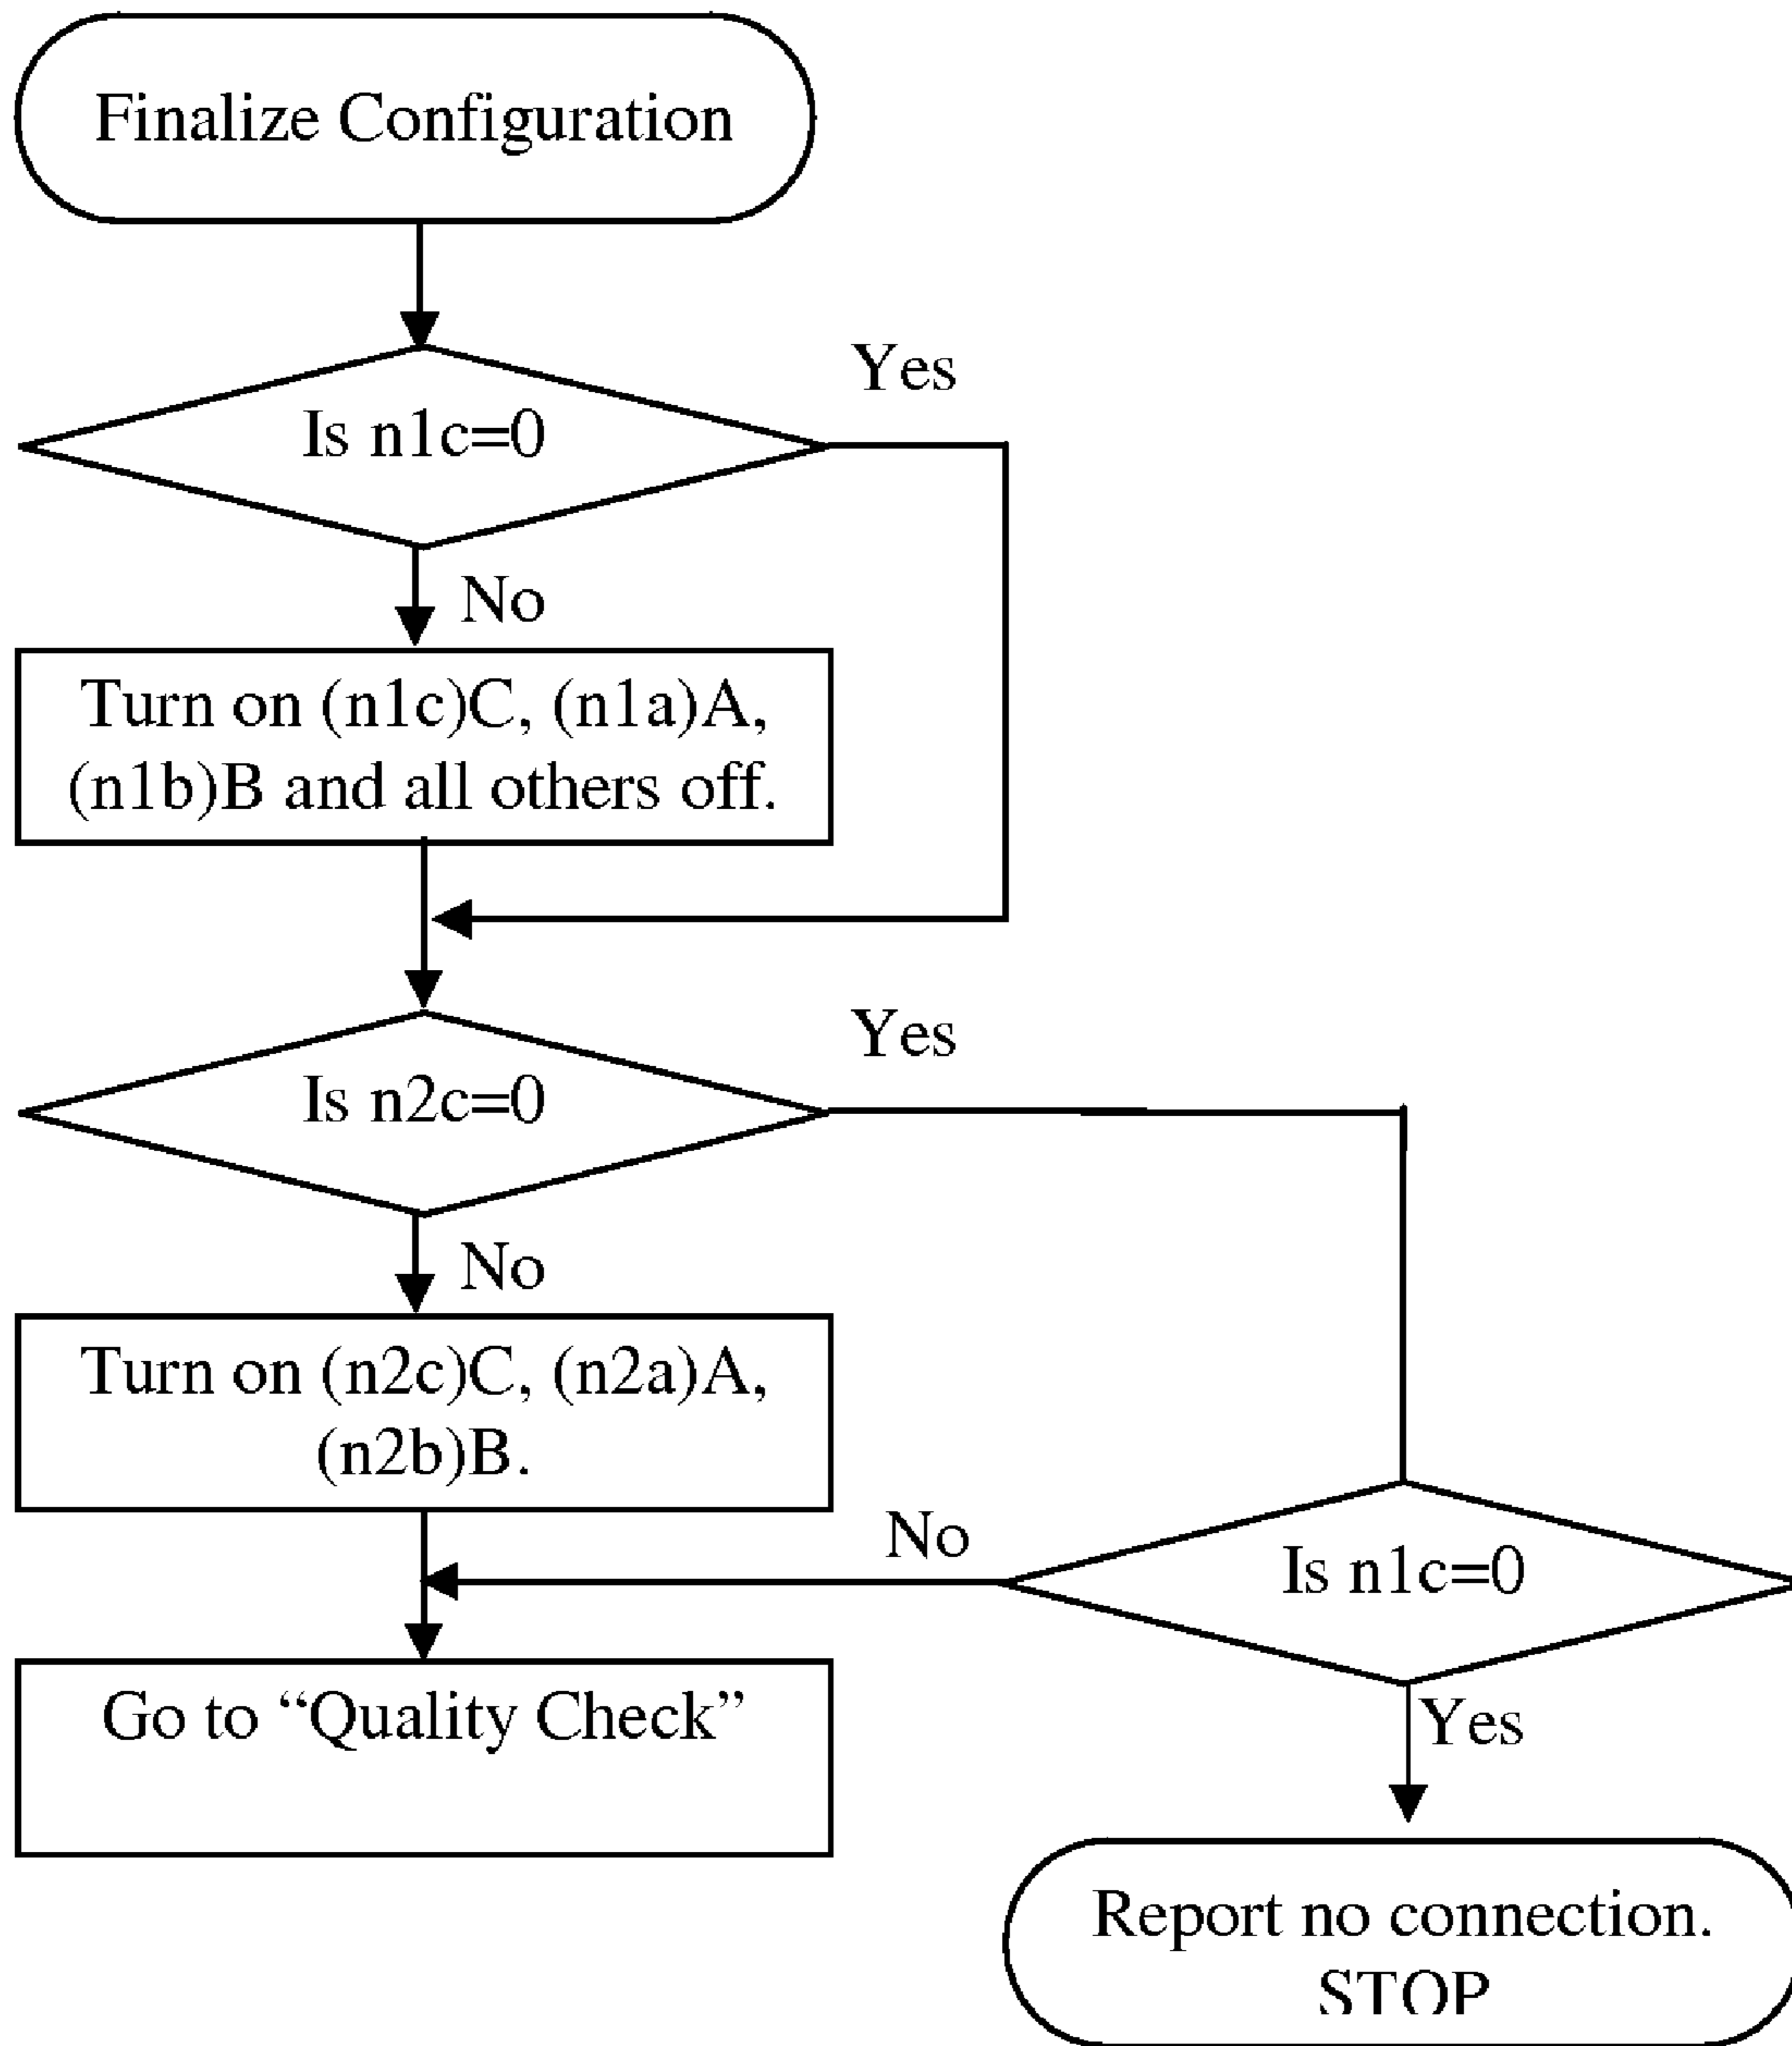 Finalize Configuration
Yes
Is n1c=0
No
Turn on (n1c)C, (n1a)A,
(n1b)B and all others off.
Yes
Is n2c=0
No
Turn on (n2c)C, (n2a)A,
(n2b)B.
No
Is n1c=0
Go to “Quality Check”
Yes
Report no connection.
STOP